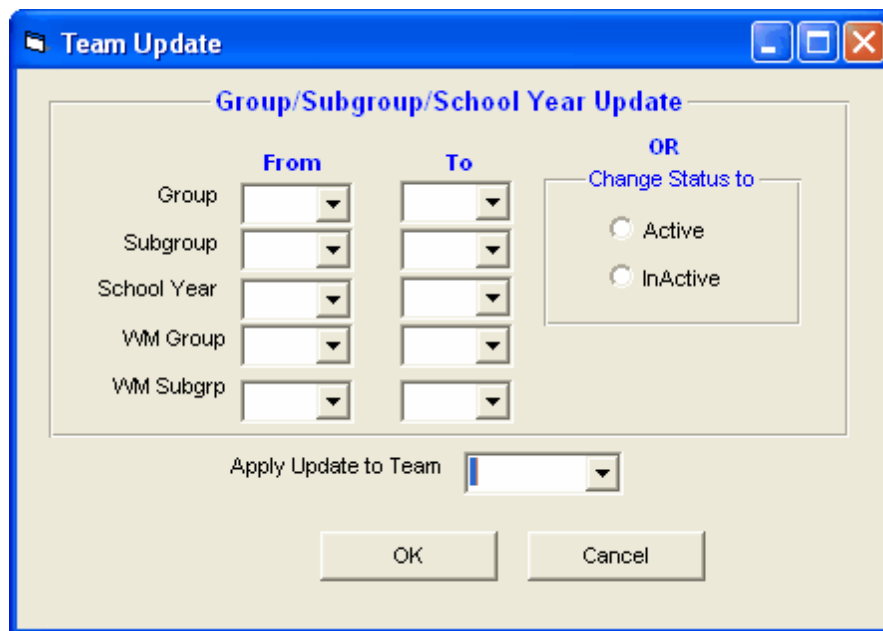 Team Update
Group/Subgroup/School Year Update
From To OR
Change Status to
Group
Active
Subgroup
InActive
School Year
WM Group
WM Subgrp
Apply Update to Team
OK Cancel